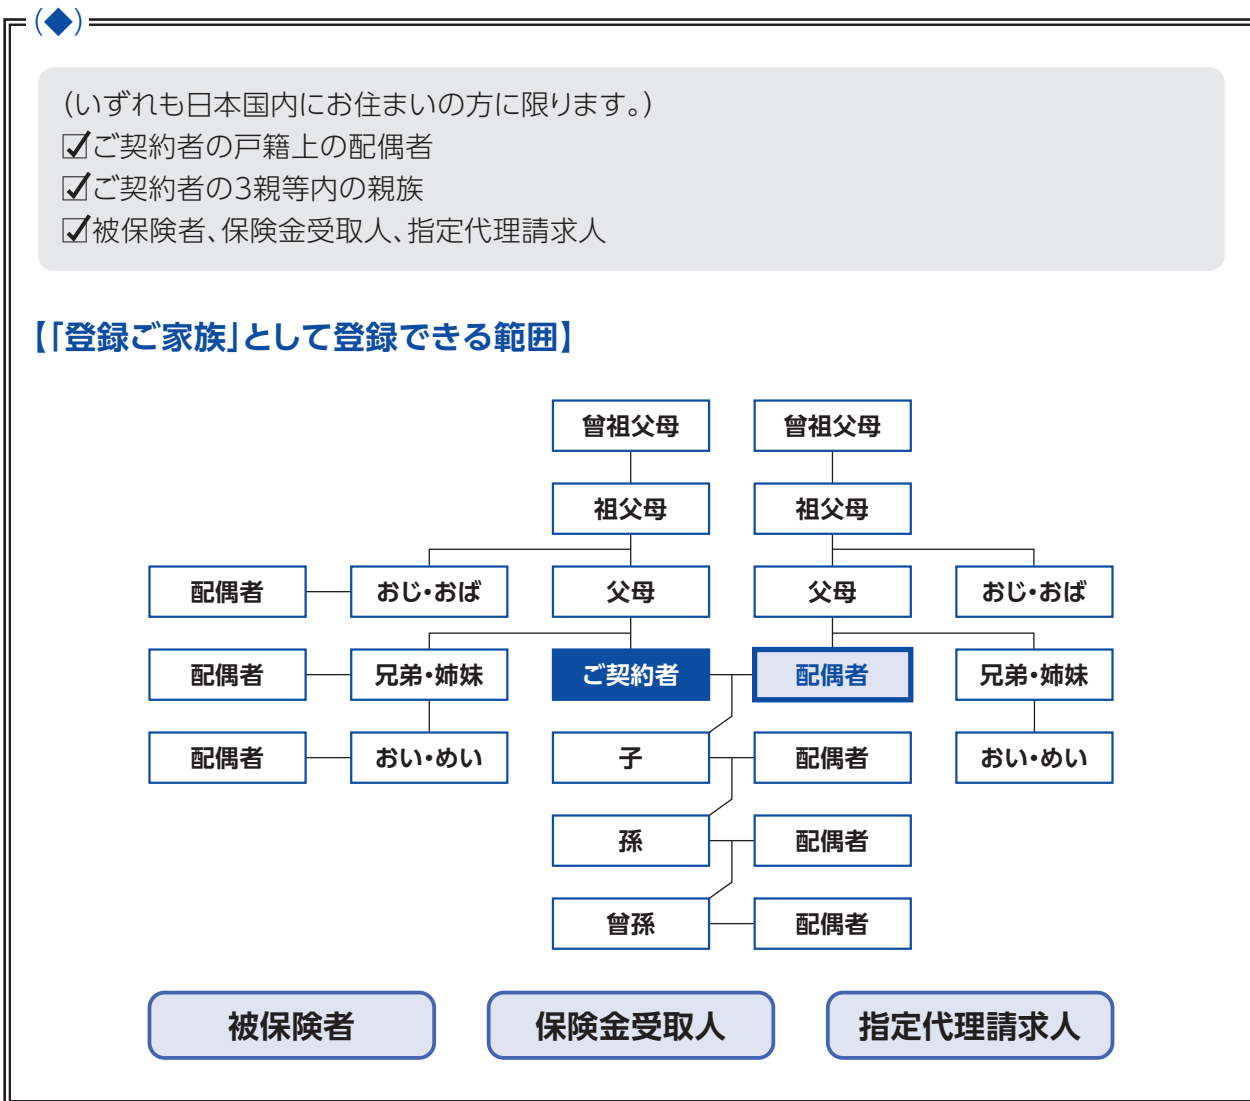 (◆)
(いずれも日本国内にお住まいの方に限ります。)
☑ご契約者の戸籍上の配偶者
☑ご契約者の3親等内の親族
☑被保険者、保険金受取人、指定代理請求人
【「登録ご家族」として登録できる範囲】
曾祖父母 曾祖父母
祖父母 祖父母
配偶者 おじ・おば 父母 父母 おじ・おば
配偶者 兄弟・姉妹 ご契約者 配偶者 兄弟・姉妹
配偶者 おい・めい 子 配偶者 おい・めい
孫 配偶者
曾孫 配偶者
被保険者 保険金受取人 指定代理請求人